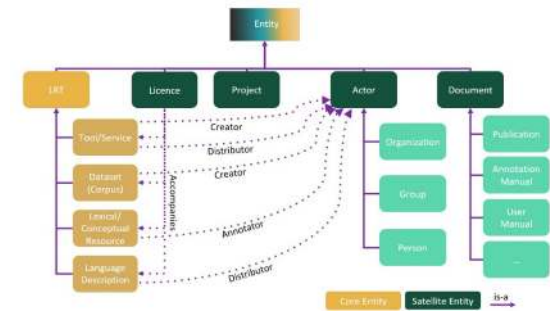 Entity
LRT
Licence
Project
Actor
Document
Tool/Service
Dataset
(Corpus)
Lexical/
Conceptual
Resource
Language
Description
Creator
Distributor
Creator
Accompanies
Annotator
Distributor
Organization
Group
Person
Publication
Annotation
Manual
User
Manual
...
Core Entity
Satellite Entity
is-a